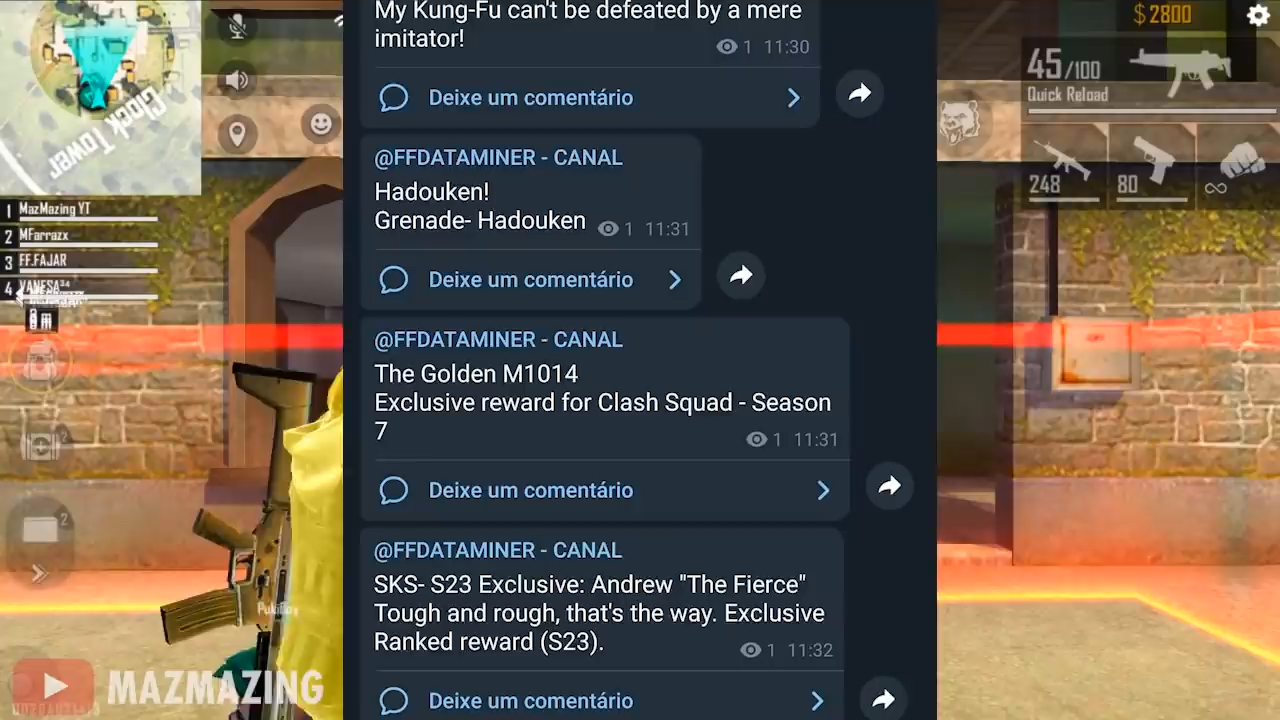 My Kung-Fu can't be defeated by a mere
imitator!
1 11:30
Deixe um comentário
@FFDATAMINER - CANAL
Hadouken!
Grenade- Hadouken
1 11:31
Deixe um comentário
@FFDATAMINER - CANAL
The Golden M1014
Exclusive reward for Clash Squad - Season
7
1 11:31
Deixe um comentário
@FFDATAMINER - CANAL
SKS- S23 Exclusive: Andrew "The Fierce"
Tough and rough, that's the way. Exclusive
Ranked reward (S23).
1 11:32
Deixe um comentário
Clock Tower
1 MazMazing YT
2 MFarrazx
3 FF.FAJAR
4 VANESA
2
2
MAZMAZING
$ 2800
45/100
Quick Reload
248
80
∞